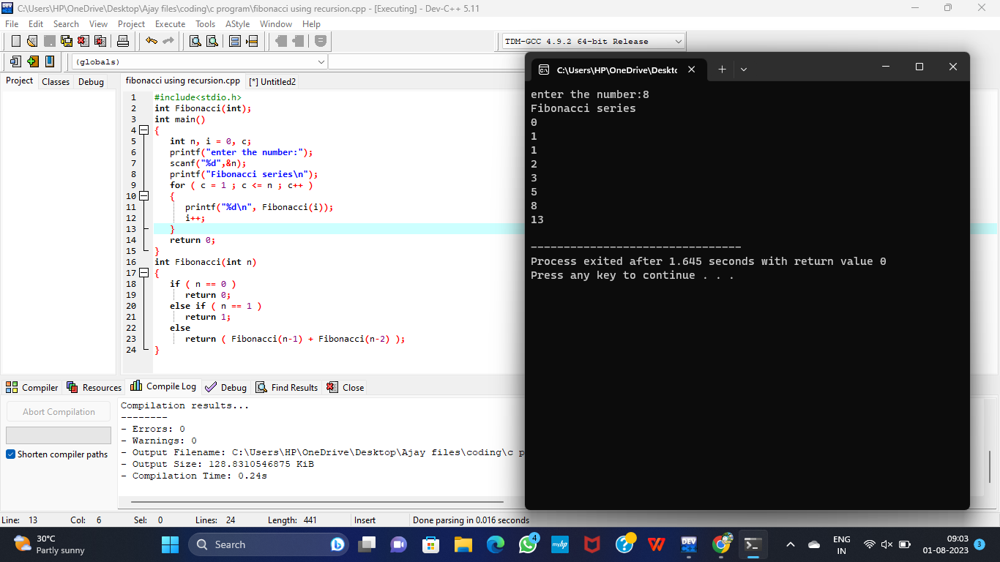 C:\Users\HP\OneDrive\Desktop\Ajay files\coding\c program\fibonacci using recursion.cpp - [Executing] - Dev-C++ 5.11
File Edit Search View Project Execute Tools AStyle Window Help
TDM-GCC 4.9.2 64-bit Release
(globals)
Project Classes Debug
fibonacci using recursion.cpp [*] Untitled2
1 #include<stdio.h>
2 int Fibonacci(int);
3 int main()
4 {
5 int n, i = 0, c;
6 printf("enter the number:");
7 scanf("%d",&n);
8 printf("Fibonacci series\n");
9 for ( c = 1 ; c <= n ; c++ )
10 {
11 printf("%d\n", Fibonacci(i));
12 i++;
13 }
14 return 0;
15 }
16 int Fibonacci(int n)
17 {
18 if ( n == 0 )
19 return 0;
20 else if ( n == 1 )
21 return 1;
22 else
23 return ( Fibonacci(n-1) + Fibonacci(n-2) );
24 }
C:\Users\HP\OneDrive\Deskto
enter the number:8
Fibonacci series
0
1
1
2
3
5
8
13
--------------------------------
Process exited after 1.645 seconds with return value 0
Press any key to continue . . .
Compiler Resources Compile Log Debug Find Results Close
Abort Compilation
Shorten compiler paths
Compilation results...
--------
- Errors: 0
- Warnings: 0
- Output Filename: C:\Users\HP\OneDrive\Desktop\Ajay files\coding\c p
- Output Size: 128.8310546875 KiB
- Compilation Time: 0.24s
Line: 13 Col: 6 Sel: 0 Lines: 24 Length: 441 Insert Done parsing in 0.016 seconds
30°C
Partly sunny
Search
4
myhp
DEV
ENG
IN
09:03
01-08-2023
3